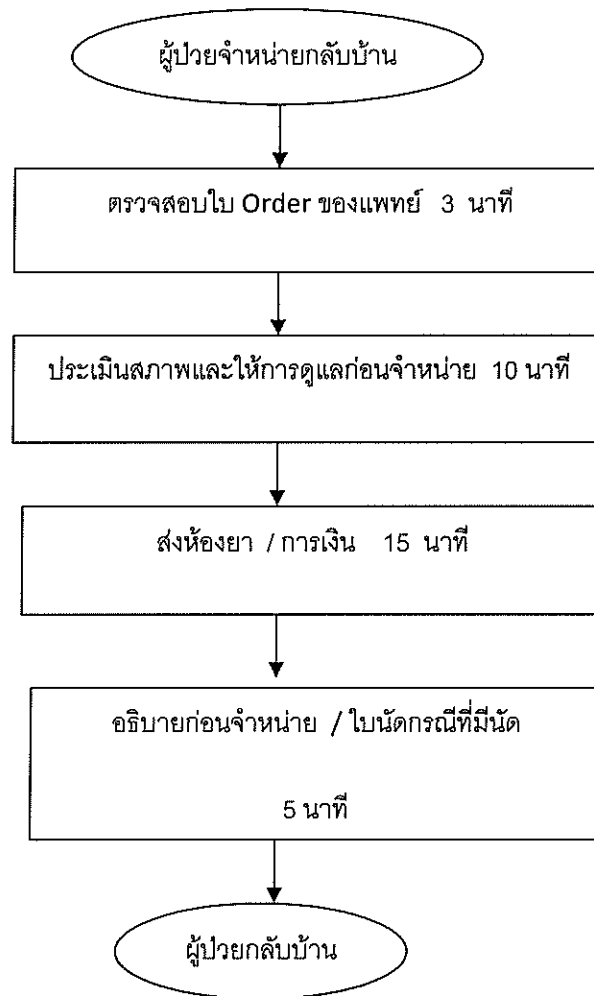 ผู้ป่วยจำหน่ายกลับบ้าน
ตรวจสอบใบ Order ของแพทย์ 3 นาที
ประเมินสภาพและให้การดูแลก่อนจำหน่าย 10 นาที
ส่งห้องยา / การเงิน 15 นาที
อธิบายก่อนจำหน่าย / ใบนัดกรณีที่มีนัด
5 นาที
ผู้ป่วยกลับบ้าน